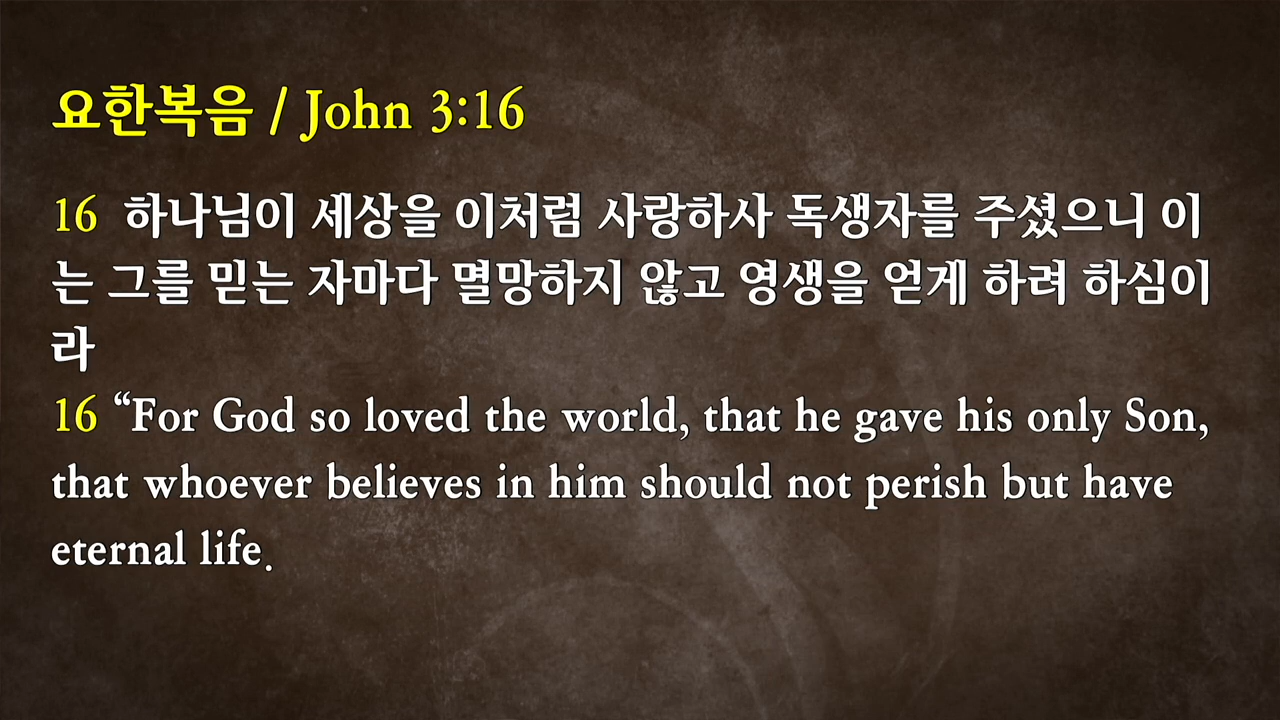 요한복음 / John 3:16
16 하나님이 세상을 이처럼 사랑하사 독생자를 주셨으니 이
는 그를 믿는 자마다 멸망하지 않고 영생을 얻게 하려 하심이
라
16 “For God so loved the world, that he gave his only Son,
that whoever believes in him should not perish but have
eternal life.